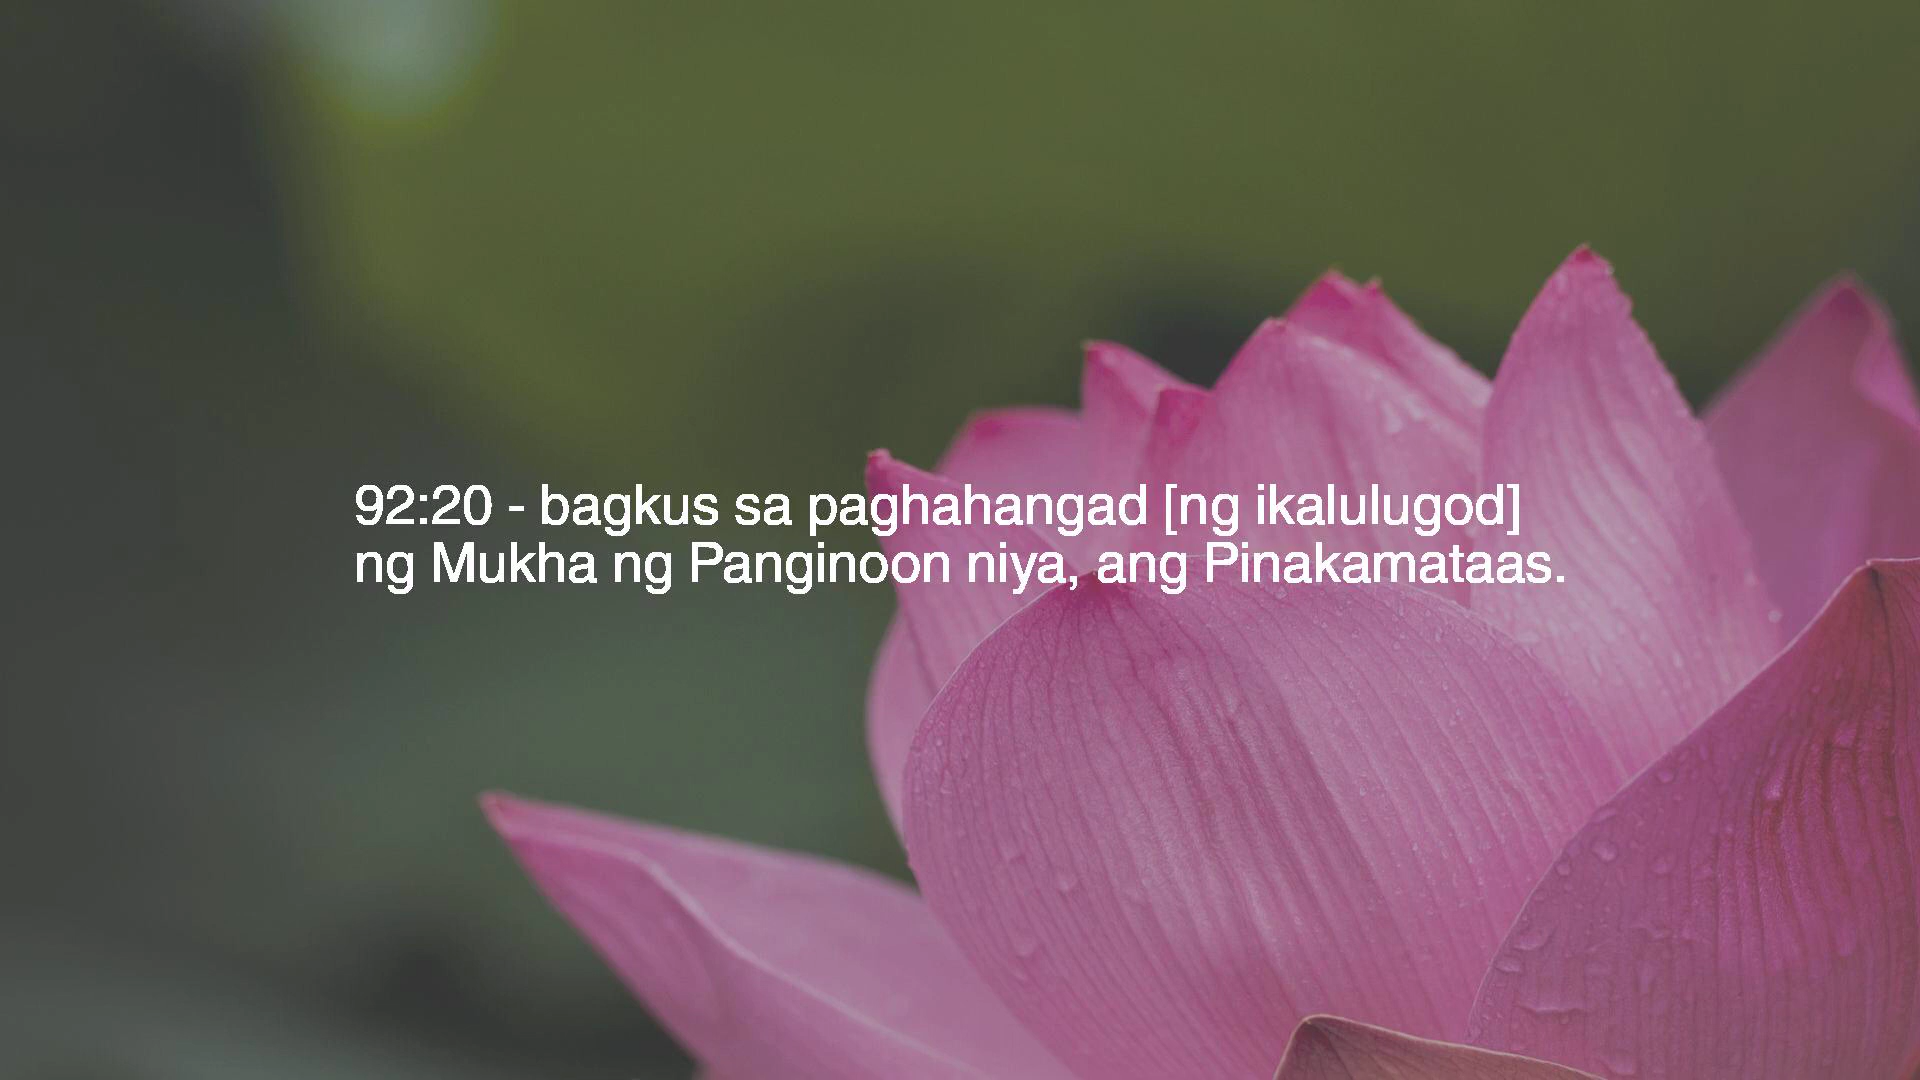 92:20 - bagkus sa paghahangad [ng ikalulugod]
ng Mukha ng Panginoon niya, ang Pinakamataas.